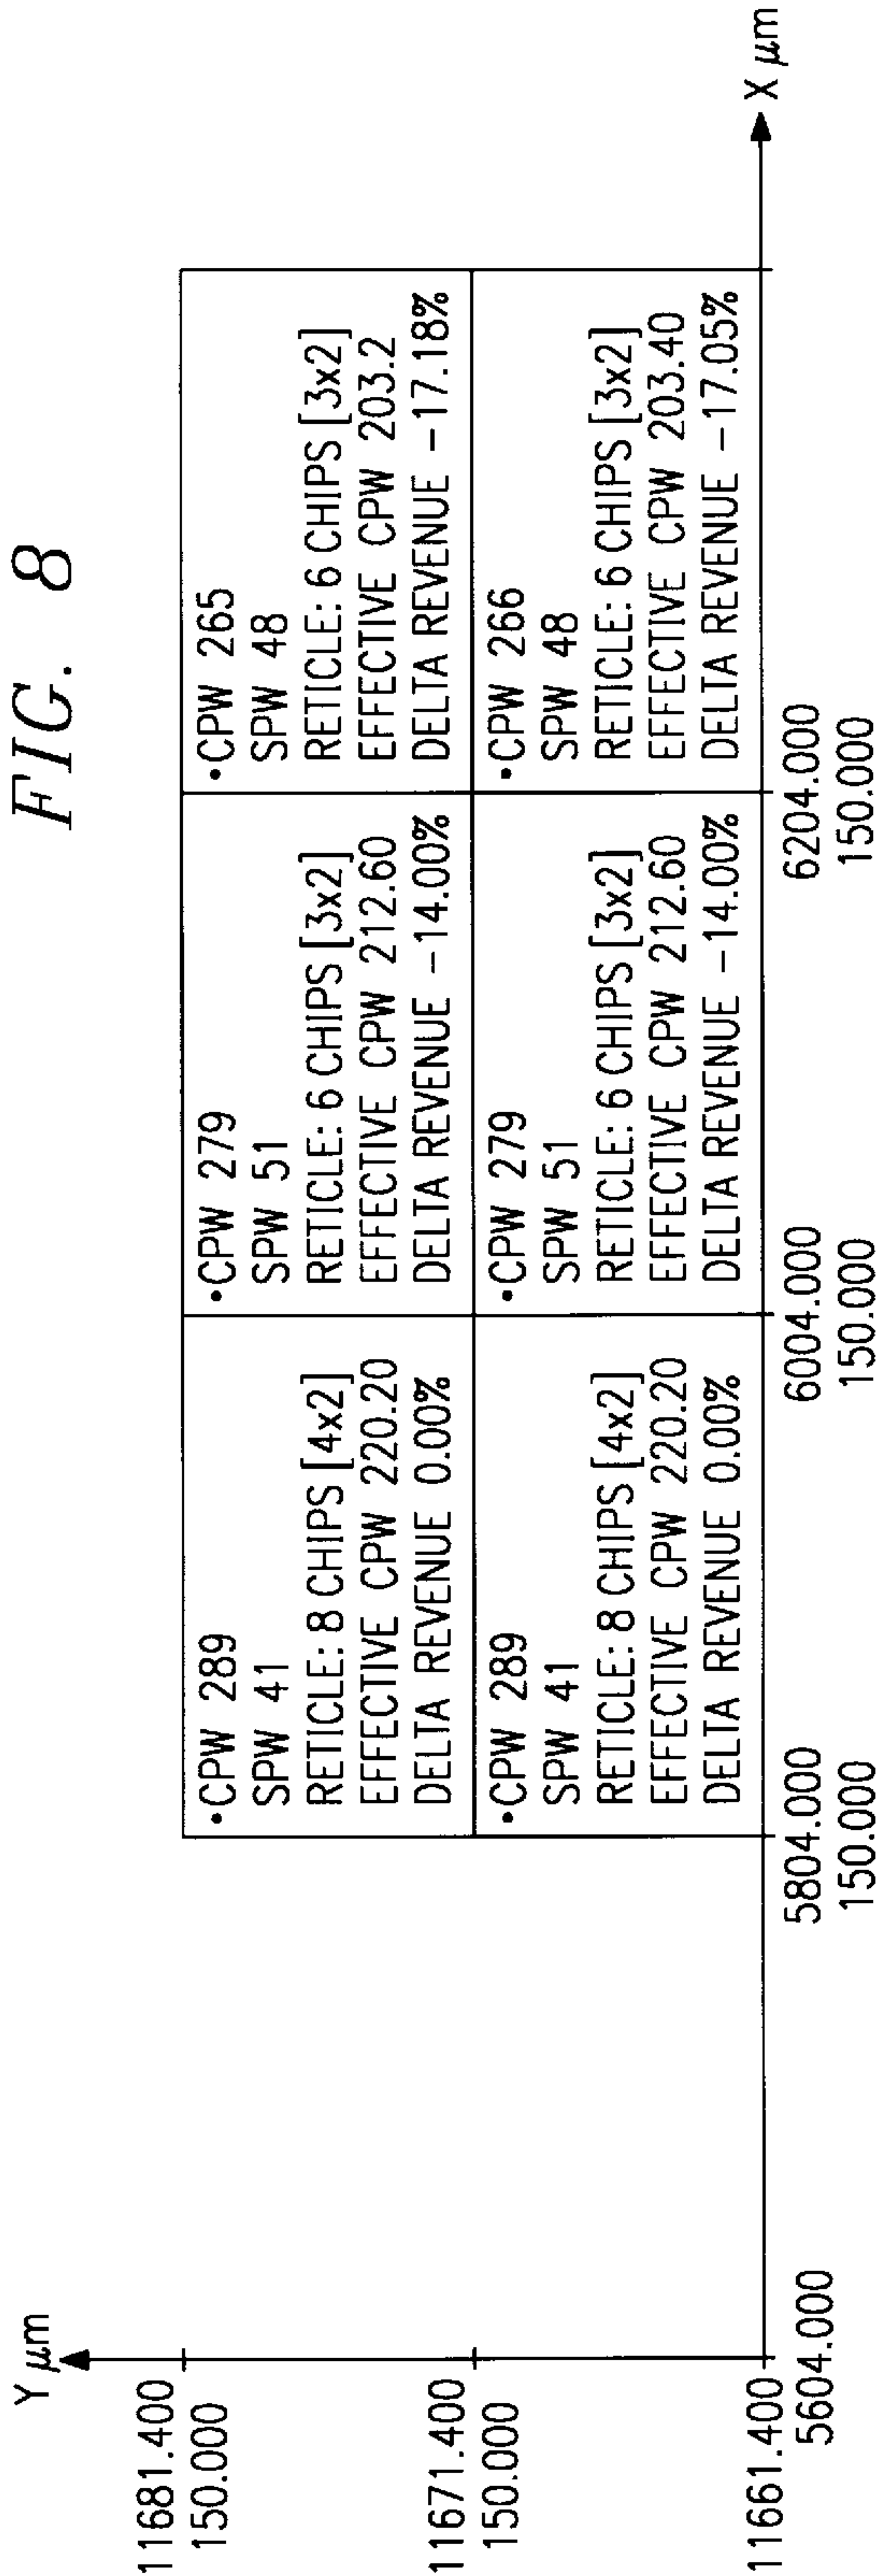 FIG. 8
Y μm
11681.400
150.000
•CPW 289
SPW 41
RETICLE: 8 CHIPS [4x2]
EFFECTIVE CPW 220.20
DELTA REVENUE 0.00%
•CPW 279
SPW 51
RETICLE: 6 CHIPS [3x2]
EFFECTIVE CPW 212.60
DELTA REVENUE -14.00%
•CPW 265
SPW 48
RETICLE: 6 CHIPS [3x2]
EFFECTIVE CPW 203.2
DELTA REVENUE -17.18%
11671.400
150.000
•CPW 289
SPW 41
RETICLE: 8 CHIPS [4x2]
EFFECTIVE CPW 220.20
DELTA REVENUE 0.00%
•CPW 279
SPW 51
RETICLE: 6 CHIPS [3x2]
EFFECTIVE CPW 212.60
DELTA REVENUE -14.00%
•CPW 266
SPW 48
RETICLE: 6 CHIPS [3x2]
EFFECTIVE CPW 203.40
DELTA REVENUE -17.05%
11661.400
X μm
5604.000
5804.000
150.000
6004.000
150.000
6204.000
150.000